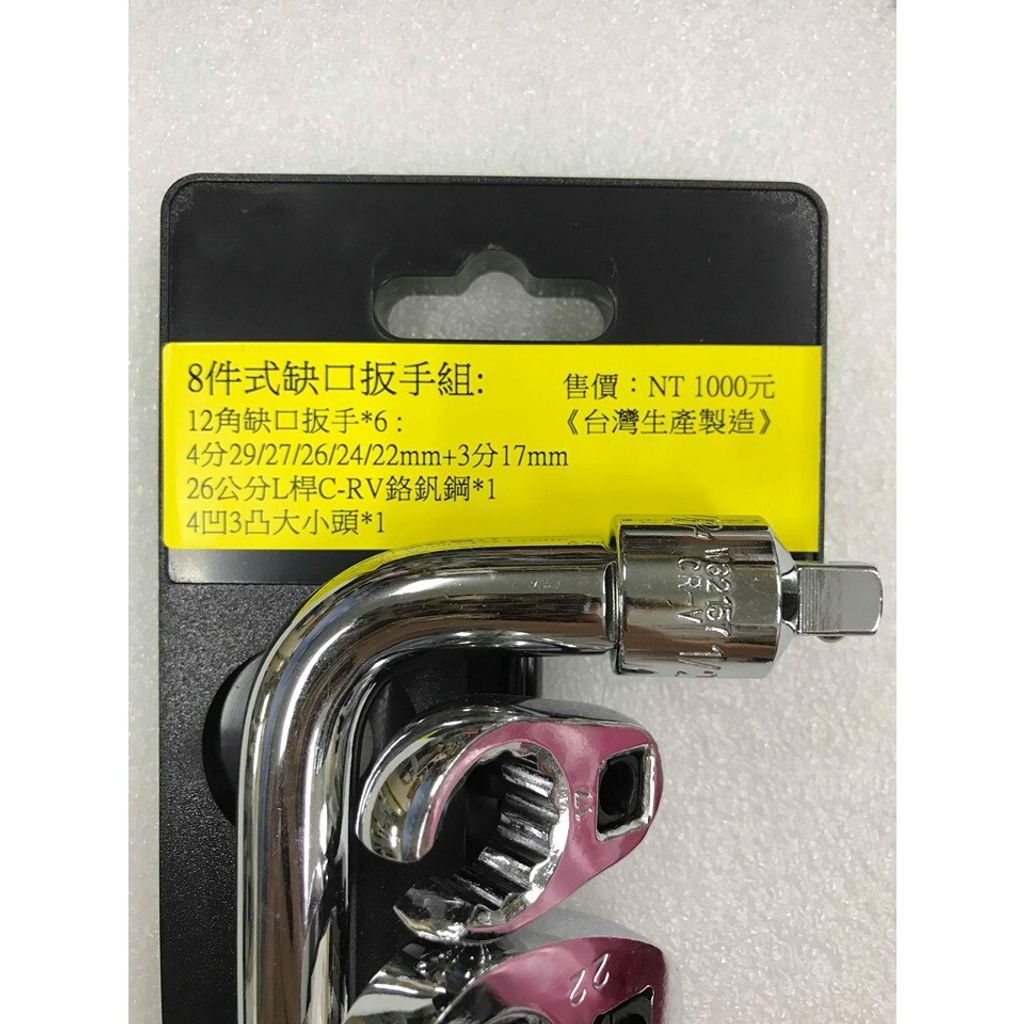 8件式缺口扳手組:
售價：NT 1000元
12角缺口扳手*6 :
《台灣生產製造》
4分29/27/26/24/22mm+3分17mm
26公分L桿C-RV鉻釩鋼*1
4凹3凸大小頭*1
CR-V
17
22